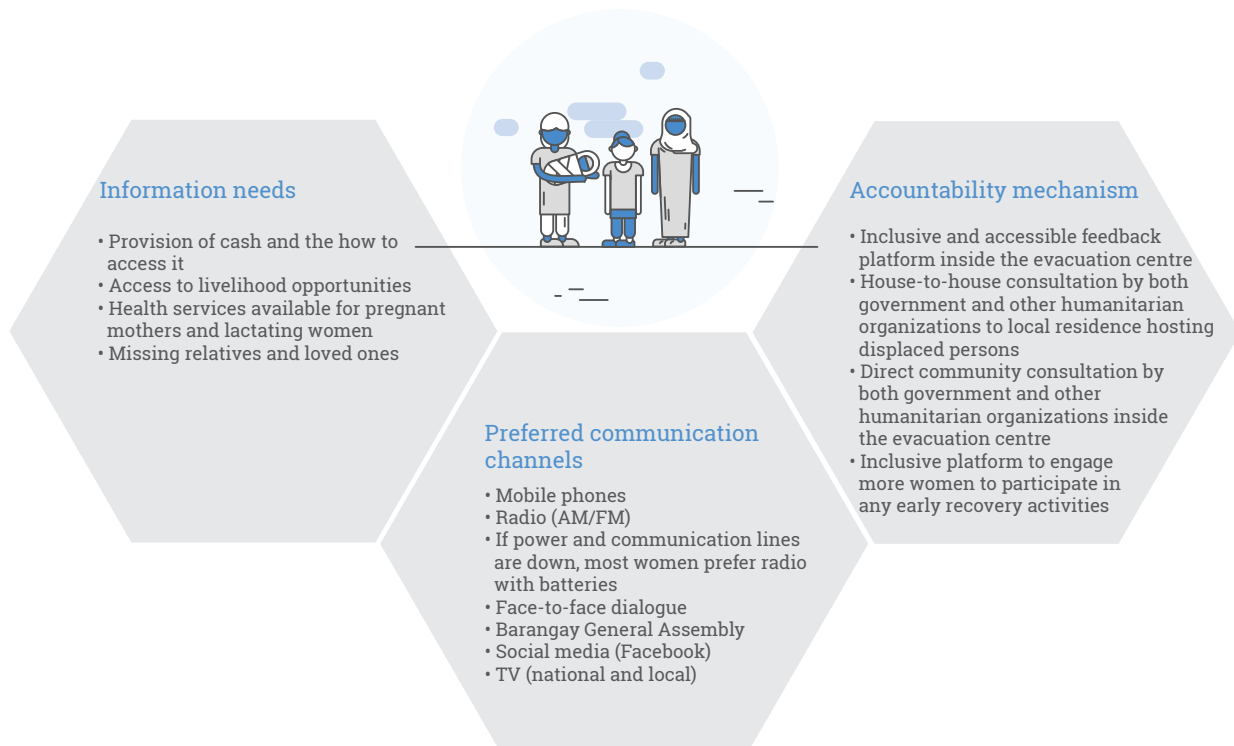 Information needs
• Provision of cash and the how to
access it
• Access to livelihood opportunities
• Health services available for pregnant
mothers and lactating women
• Missing relatives and loved ones
Preferred communication
channels
• Mobile phones
• Radio (AM/FM)
• If power and communication lines
are down, most women prefer radio
with batteries
• Face-to-face dialogue
• Barangay General Assembly
• Social media (Facebook)
• TV (national and local)
Accountability mechanism
• Inclusive and accessible feedback
platform inside the evacuation centre
• House-to-house consultation by both
government and other humanitarian
organizations to local residence hosting
displaced persons
• Direct community consultation by
both government and other
humanitarian organizations inside
the evacuation centre
• Inclusive platform to engage
more women to participate in
any early recovery activities